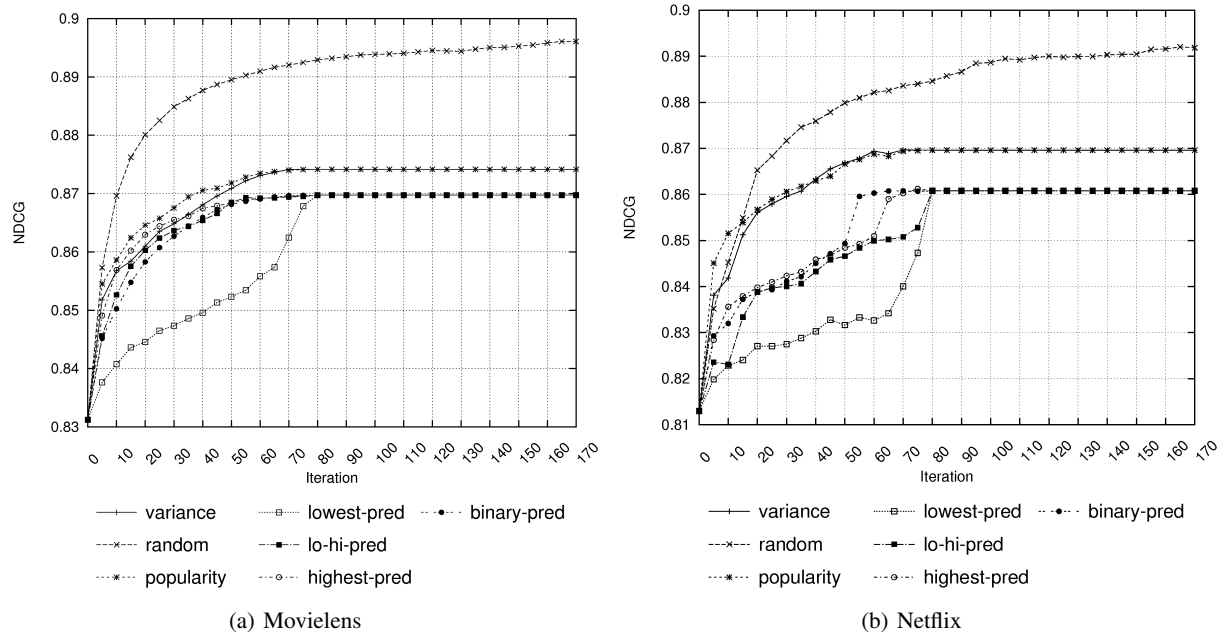 0.9
0.89
0.88
0.87
0.86
0.85
0.84
0.83
NDCG
0 10 20 30 40 50 60 70 80 90 100 110 120 130 140 150 160 170
Iteration
variance lowest-pred binary-pred
random lo-hi-pred
popularity highest-pred
(a) Movielens
0.9
0.89
0.88
0.87
0.86
0.85
0.84
0.83
0.82
0.81
NDCG
0 10 20 30 40 50 60 70 80 90 100 110 120 130 140 150 160 170
Iteration
variance lowest-pred binary-pred
random lo-hi-pred
popularity highest-pred
(b) Netflix